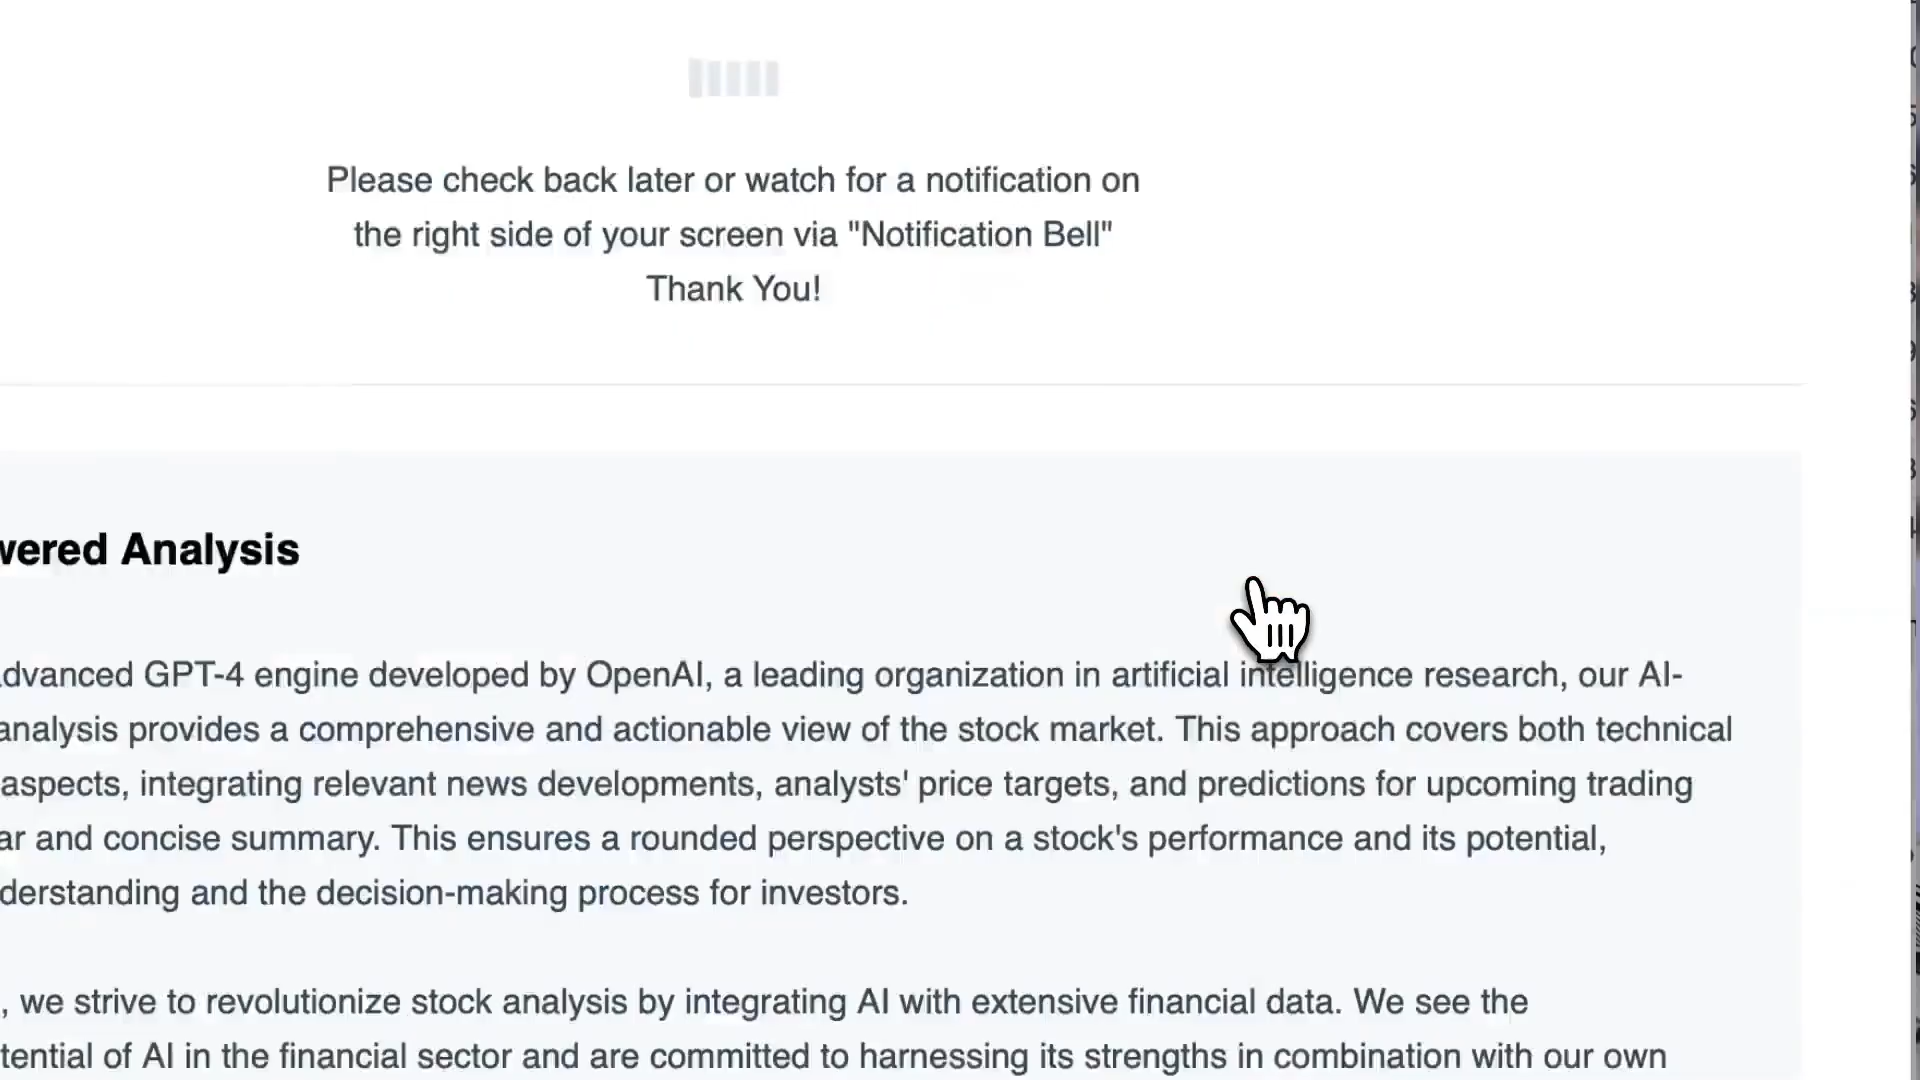 Please check back later or watch for a notification on
the right side of your screen via "Notification Bell"
Thank You!
Analysis
GPT-4 engine developed by OpenAI, a leading organization in artificial intelligence research, our AI-
analysis provides a comprehensive and actionable view of the stock market. This approach covers both technical
aspects, integrating relevant news developments, analysts' price targets, and predictions for upcoming trading
and concise summary. This ensures a rounded perspective on a stock's performance and its potential,
and the decision-making process for investors.
, we strive to revolutionize stock analysis by integrating AI with extensive financial data. We see the
of AI in the financial sector and are committed to harnessing its strengths in combination with our own